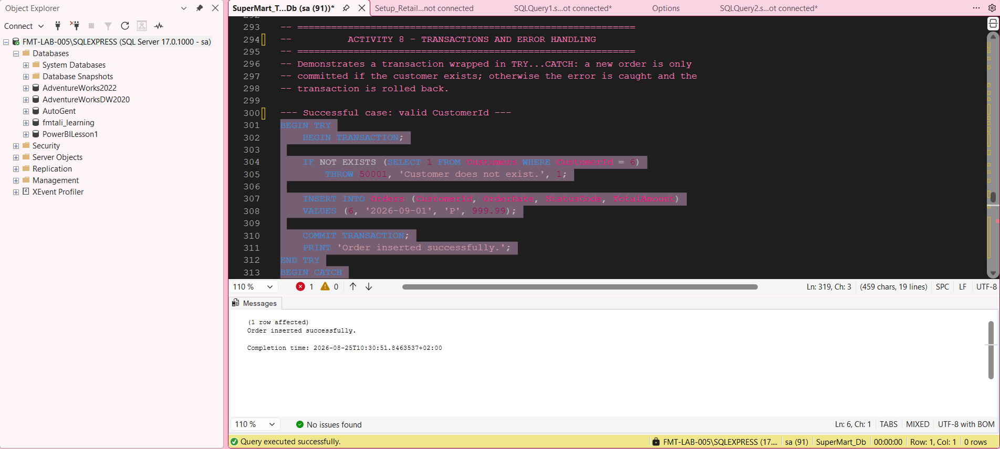 Object Explorer
Connect
FMT-LAB-005\SQLEXPRESS (SQL Server 17.0.1000 - sa)
Databases
System Databases
Database Snapshots
AdventureWorks2022
AdventureWorksDW2020
AutoGent
fmtali_learning
PowerBILesson1
Security
Server Objects
Replication
Management
XEvent Profiler
SuperMart_T...Db (sa (91))*
Setup_Retail...not connected
SQLQuery1.s...ot connected*
Options
SQLQuery2.s...ot connected*
292
293 -- ============================================================
294 -- ACTIVITY 8 - TRANSACTIONS AND ERROR HANDLING
295 -- ============================================================
296 -- Demonstrates a transaction wrapped in TRY...CATCH: a new order is only
297 -- committed if the customer exists; otherwise the error is caught and the
298 -- transaction is rolled back.
299
300 --- Successful case: valid CustomerId ---
301 BEGIN TRY
302 BEGIN TRANSACTION;
303
304 IF NOT EXISTS (SELECT 1 FROM Customers WHERE CustomerId = 6)
305 THROW 50001, 'Customer does not exist.', 1;
306
307 INSERT INTO Orders (CustomerId, OrderDate, StatusCode, TotalAmount)
308 VALUES (6, '2026-09-01', 'P', 999.99);
309
310 COMMIT TRANSACTION;
311 PRINT 'Order inserted successfully.';
312 END TRY
313 BEGIN CATCH
110 % 1 0 Ln: 319, Ch: 3 (459 chars, 19 lines) SPC LF UTF-8
Messages
(1 row affected)
Order inserted successfully.
Completion time: 2026-08-25T10:30:51.8463537+02:00
110 % No issues found Ln: 6, Ch: 1 TABS MIXED UTF-8 with BOM
Query executed successfully. FMT-LAB-005\SQLEXPRESS (17.... sa (91) SuperMart_Db 00:00:00 Row: 1, Col: 1 0 rows